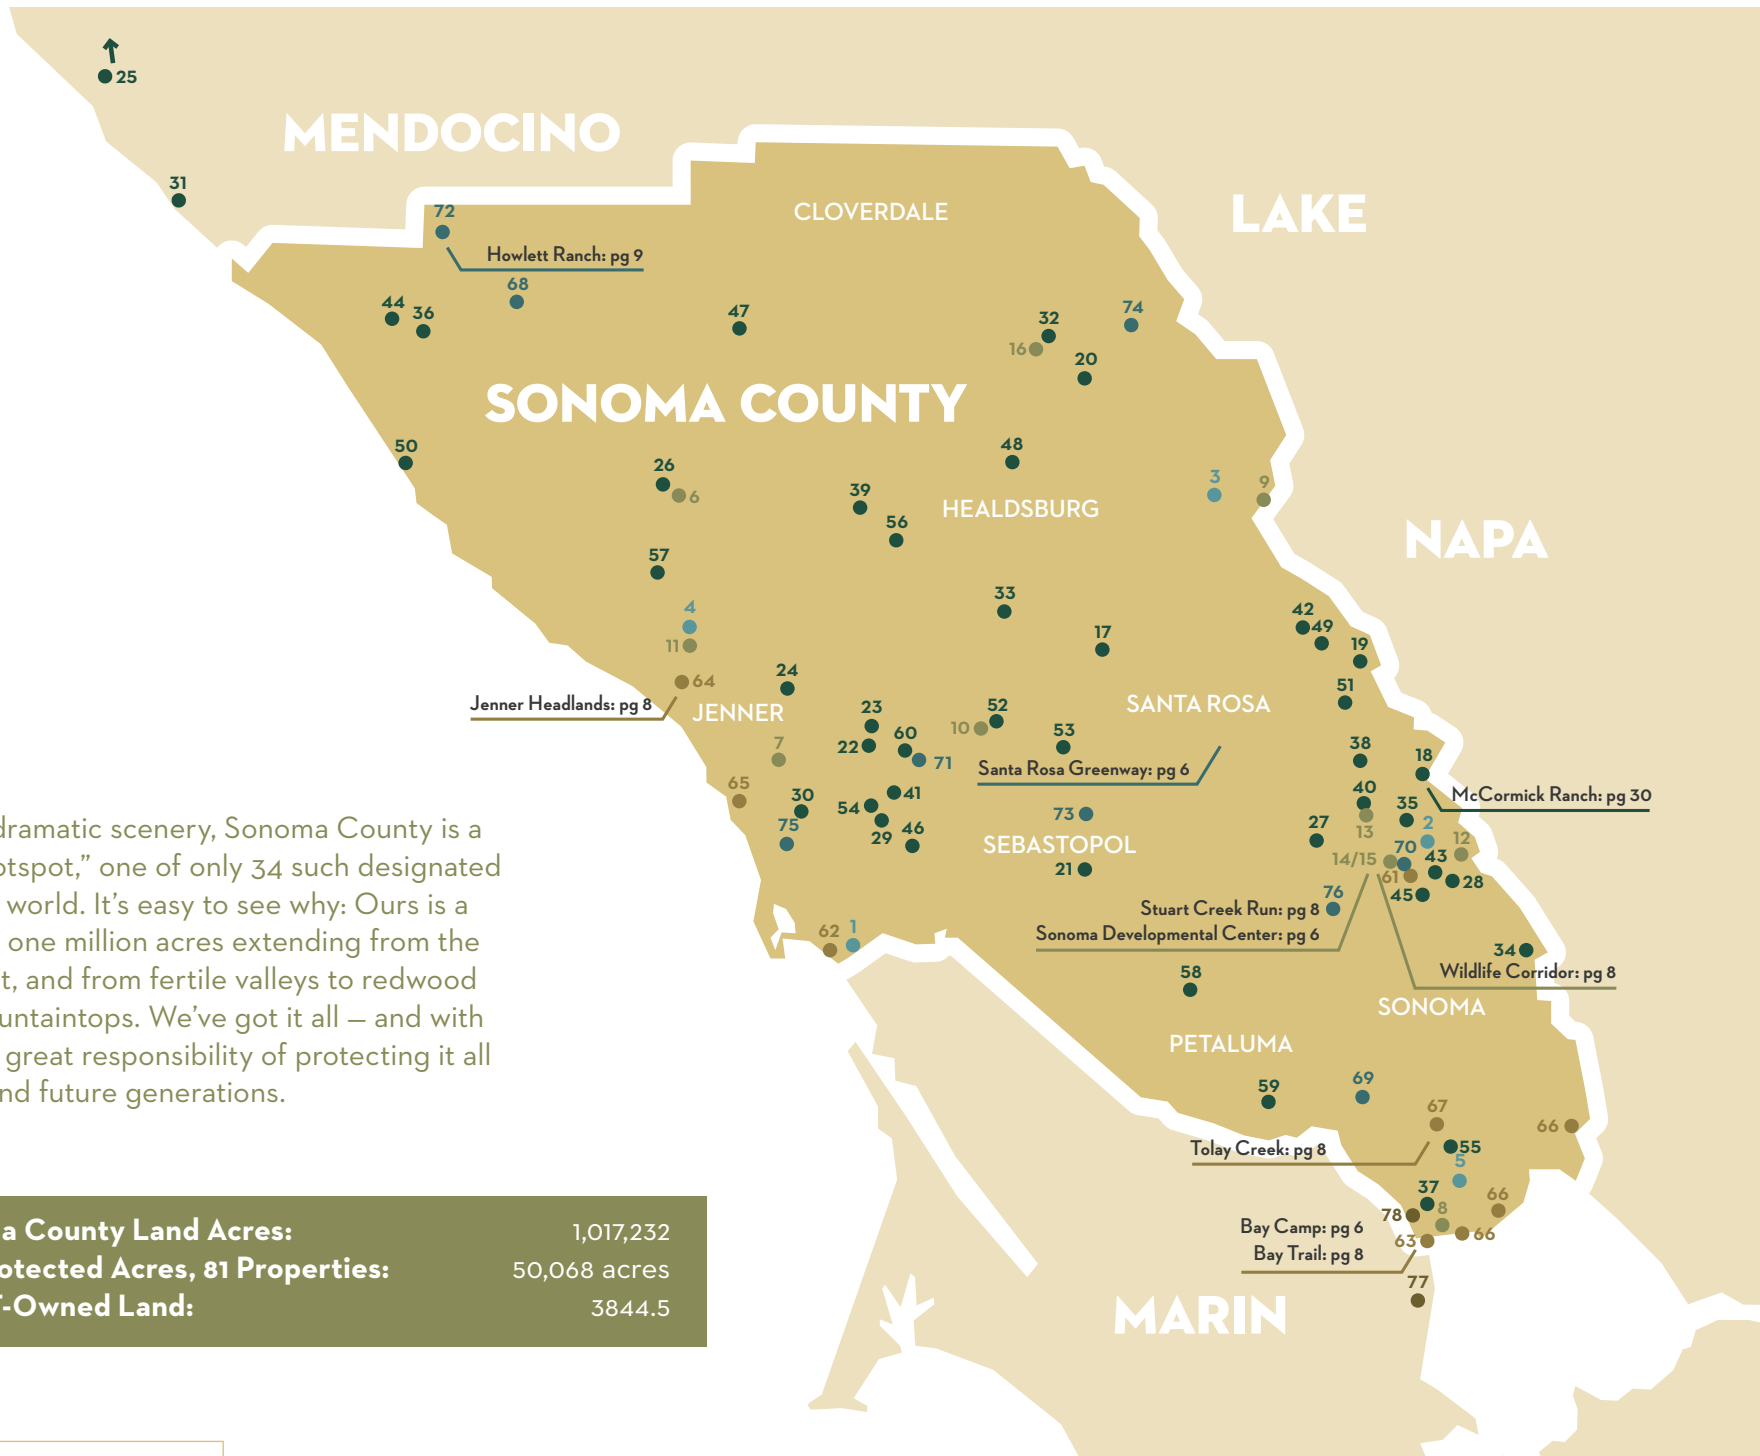 25
MENDOCINO
31
72
CLOVERDALE
LAKE
Howlett Ranch: pg 9
68
44
36
47
32
74
16
20
SONOMA COUNTY
50
26
6
48
39
3
9
HEALDSBURG
56
NAPA
57
4
33
42
49
17
11
19
24
64
51
Jenner Headlands: pg 8
JENNER
SANTA ROSA
23
52
10
22
60
53
7
71
38
18
Santa Rosa Greenway: pg 6
65
30
41
40
35
McCormick Ranch: pg 30
54
73
27
13
2
12
75
29
46
SEBASTOPOL
14/15
70
43
21
61
28
45
76
Stuart Creek Run: pg 8
Sonoma Developmental Center: pg 6
62
1
34
58
Wildlife Corridor: pg 8
SONOMA
PETALUMA
59
69
67
66
Tolay Creek: pg 8
55
5
37
66
78
8
Bay Camp: pg 6
63
66
Bay Trail: pg 8
77
MARIN
dramatic scenery, Sonoma County is a
otspot,” one of only 34 such designated
world. It’s easy to see why: Ours is a
one million acres extending from the
t, and from fertile valleys to redwood
untaintops. We’ve got it all — and with
great responsibility of protecting it all
nd future generations.
a County Land Acres: 1,017,232
otected Acres, 81 Properties: 50,068 acres
-Owned Land: 3844.5